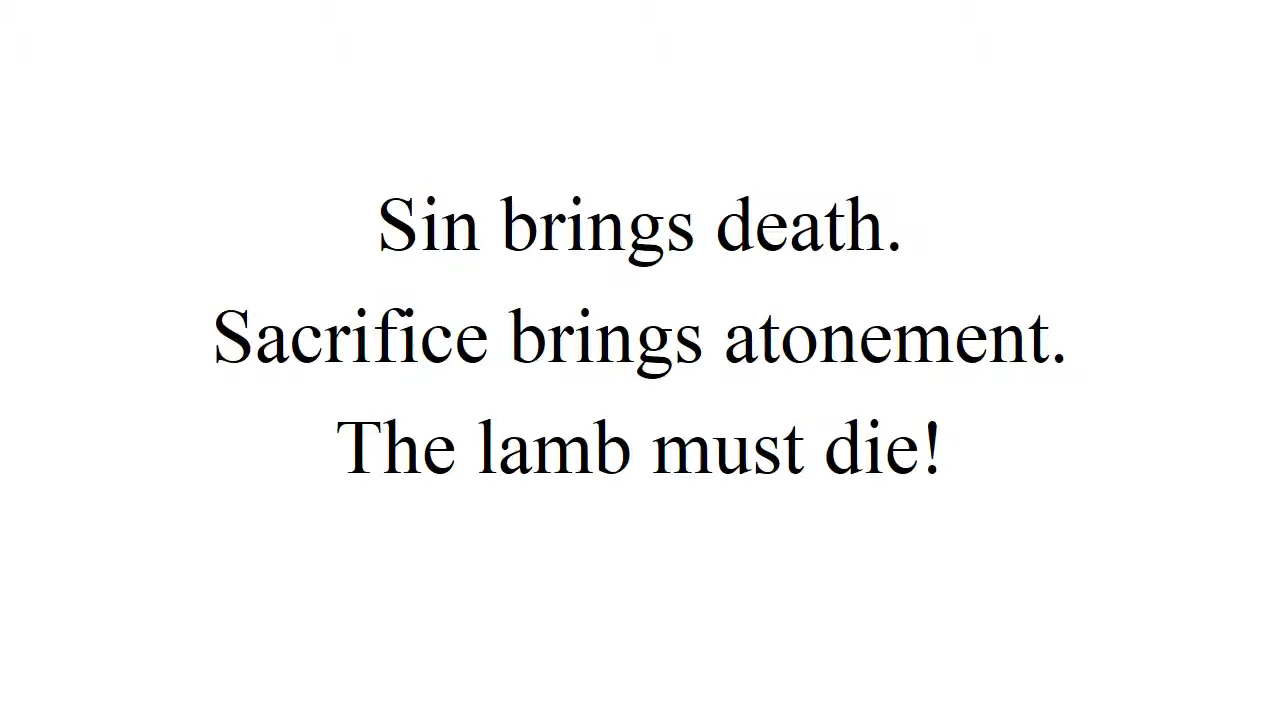 Sin brings death.
Sacrifice brings atonement.
The lamb must die!